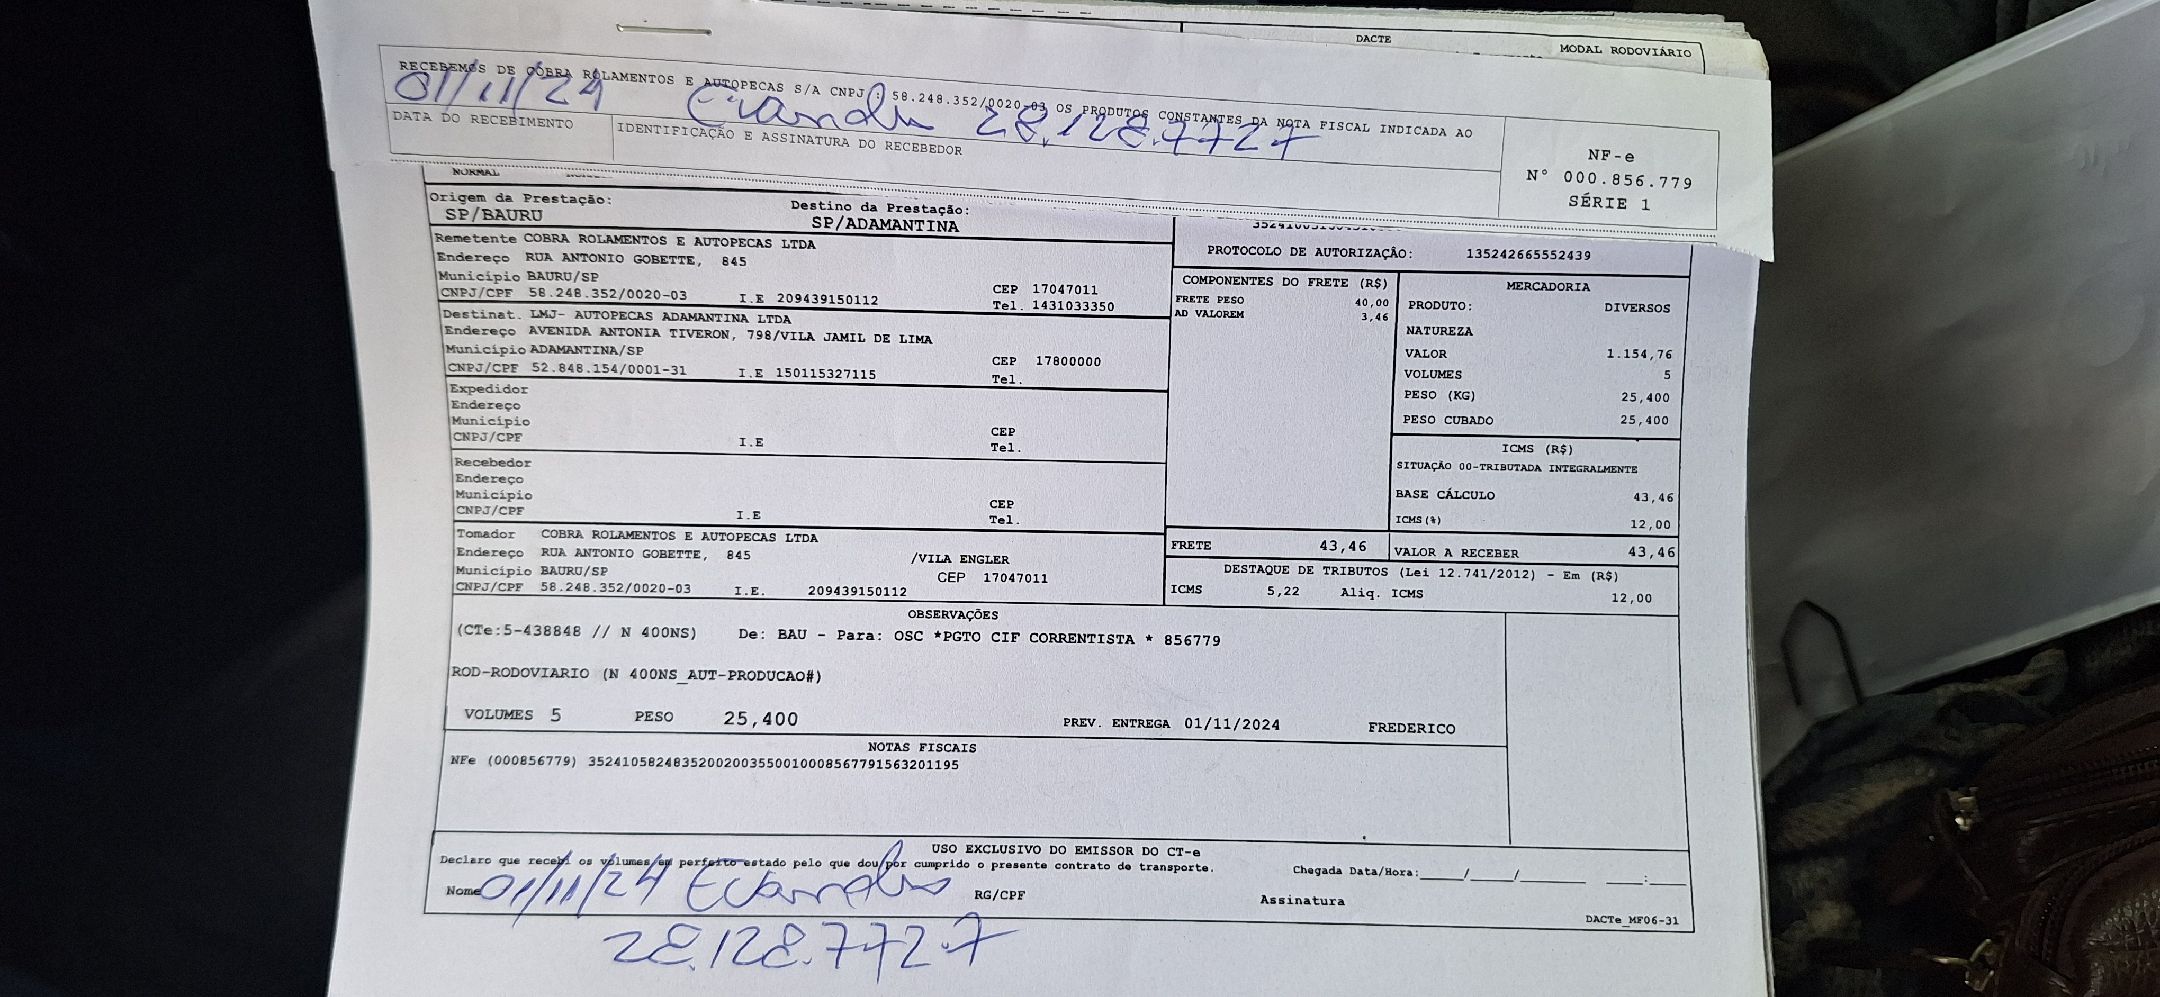 DACTE
MODAL RODOVIÁRIO
RECEBEMOS DE COBRA ROLAMENTOS E AUTOPECAS S/A CNPJ : 58.248.352/0020-03 OS PRODUTOS CONSTANTES DA NOTA FISCAL INDICADA AO
01/11/24 Evandro 28.128.772-7
DATA DO RECEBIMENTO
IDENTIFICAÇÃO E ASSINATURA DO RECEBEDOR
NF-e
N° 000.856.779
SÉRIE 1
NORMAL
Origem da Prestação:
SP/BAURU
Destino da Prestação:
SP/ADAMANTINA
PROTOCOLO DE AUTORIZAÇÃO: 135242665552439
Remetente COBRA ROLAMENTOS E AUTOPECAS LTDA
Endereço RUA ANTONIO GOBETTE, 845
Município BAURU/SP
CEP 17047011
CNPJ/CPF 58.248.352/0020-03 I.E 209439150112 Tel. 1431033350
Destinat. LMJ- AUTOPECAS ADAMANTINA LTDA
Endereço AVENIDA ANTONIA TIVERON, 798/VILA JAMIL DE LIMA
Município ADAMANTINA/SP CEP 17800000
CNPJ/CPF 52.848.154/0001-31 I.E 150115327115 Tel.
Expedidor
Endereço
Município CEP
CNPJ/CPF I.E Tel.
Recebedor
Endereço
Município CEP
CNPJ/CPF I.E Tel.
Tomador COBRA ROLAMENTOS E AUTOPECAS LTDA
Endereço RUA ANTONIO GOBETTE, 845 /VILA ENGLER
Município BAURU/SP CEP 17047011
CNPJ/CPF 58.248.352/0020-03 I.E. 209439150112
COMPONENTES DO FRETE (R$)
FRETE PESO 40,00
AD VALOREM 3,46
MERCADORIA
PRODUTO: DIVERSOS
NATUREZA
VALOR 1.154,76
VOLUMES 5
PESO (KG) 25,400
PESO CUBADO 25,400
ICMS (R$)
SITUAÇÃO 00-TRIBUTADA INTEGRALMENTE
BASE CÁLCULO 43,46
ICMS(%) 12,00
FRETE 43,46 VALOR A RECEBER 43,46
DESTAQUE DE TRIBUTOS (Lei 12.741/2012) - Em (R$)
ICMS 5,22 Aliq. ICMS 12,00
OBSERVAÇÕES
(CTe:5-438848 // N 400NS) De: BAU - Para: OSC *PGTO CIF CORRENTISTA * 856779
ROD-RODOVIARIO (N 400NS_AUT-PRODUCAO#)
VOLUMES 5 PESO 25,400 PREV. ENTREGA 01/11/2024 FREDERICO
NOTAS FISCAIS
NFe (000856779) 35241058248352002003550010008567791563201195
USO EXCLUSIVO DO EMISSOR DO CT-e
Declaro que recebi os volumes em perfeito estado pelo que dou por cumprido o presente contrato de transporte.
Chegada Data/Hora:____/____/______ ___:____
Nome 01/11/24 Evandro RG/CPF Assinatura
DACTe_MF06-31
28.128.772-7